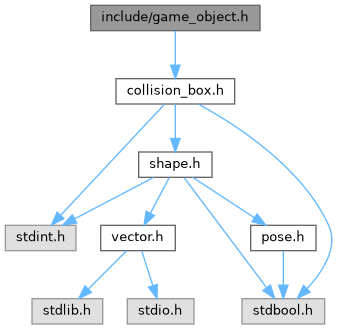 include/game_object.h
collision_box.h
shape.h
stdint.h
vector.h
pose.h
stdlib.h
stdio.h
stdbool.h